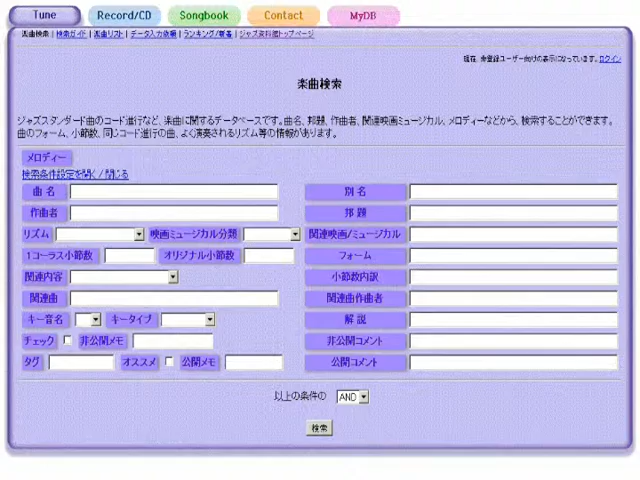 Tune Record/CD Songbook Contact MyDB
楽曲検索 | 検索ガイド | 楽曲リスト | データ入力依頼 | ランキング/新着 | ジャズ資料館トップページ
現在、未登録ユーザー向けの表示になっています。ログイン
楽曲検索
ジャズスタンダード曲のコード進行など、楽曲に関するデータベースです。曲名、邦題、作曲者、関連映画ミュージカル、メロディーなどから、検索することができます。
曲のフォーム、小節数、同じコード進行の曲、よく演奏されるリズム等の情報があります。
メロディー
検索条件設定を開く/閉じる
曲 名 別 名
作曲者 邦 題
リズム 映画ミュージカル分類 関連映画/ミュージカル
1コーラス小節数 オリジナル小節数 フォーム
関連内容 小節数内訳
関連曲 関連曲作曲者
キー音名 キータイプ 解 説
チェック 非公開メモ 非公開コメント
タグ オススメ 公開メモ 公開コメント
以上の条件の AND
検索